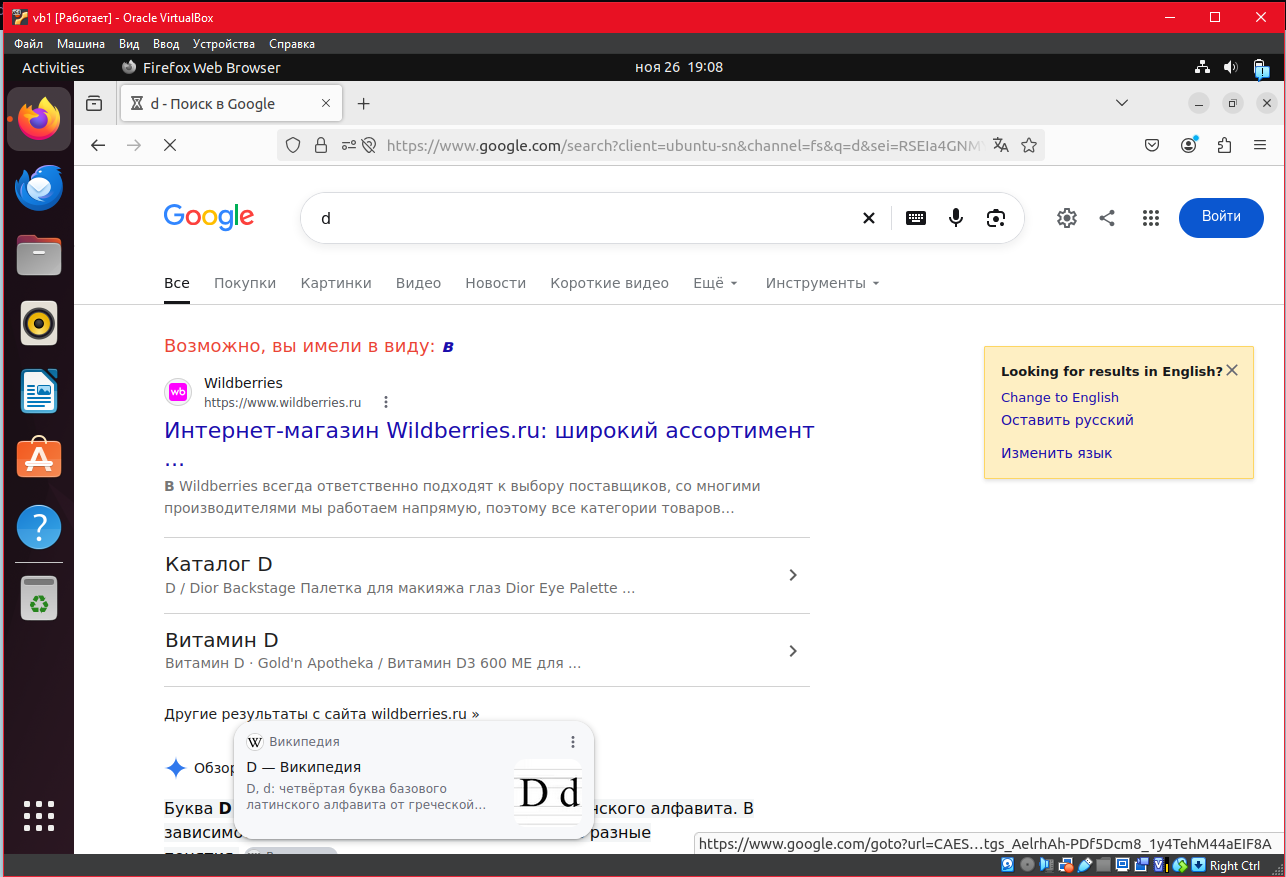 vb1 [Работает] - Oracle VirtualBox
Файл Машина Вид Ввод Устройства Справка
Activities Firefox Web Browser ноя 26 19:08
d - Поиск в Google
https://www.google.com/search?client=ubuntu-sn&channel=fs&q=d&sei=RSEIa4GNM
Google d Войти
Все Покупки Картинки Видео Новости Короткие видео Ещё Инструменты
Возможно, вы имели в виду: в
wb Wildberries
https://www.wildberries.ru
Интернет-магазин Wildberries.ru: широкий ассортимент
...
В Wildberries всегда ответственно подходят к выбору поставщиков, со многими
производителями мы работаем напрямую, поэтому все категории товаров...
Looking for results in English?
Change to English
Оставить русский
Изменить язык
Каталог D
D / Dior Backstage Палетка для макияжа глаз Dior Eye Palette ...
Витамин D
Витамин D · Gold'n Apotheka / Витамин D3 600 МЕ для ...
Другие результаты с сайта wildberries.ru »
W Википедия
D — Википедия
D, d: четвёртая буква базового
латинского алфавита от греческой...
D d
Обзор
Буква D нского алфавита. В
зависимо разные
https://www.google.com/goto?url=CAES…tgs_AelrhAh-PDf5Dcm8_1y4TehM44aEIF8A
Right Ctrl